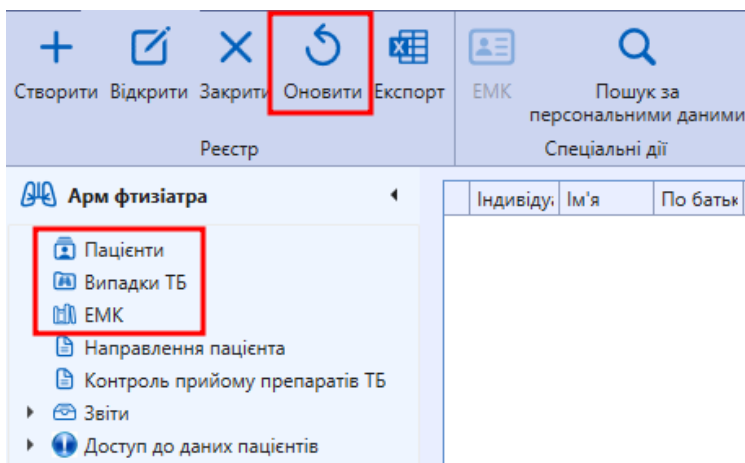 Створити Відкрити Закрити Оновити Експорт
Реєстр
ЕМК Пошук за
персональними даними
Спеціальні дії
Арм фтизіатра
Пацієнти
Випадки ТБ
ЕМК
Направлення пацієнта
Контроль прийому препаратів ТБ
Звіти
Доступ до даних пацієнтів
Індивіду Ім'я По батьк